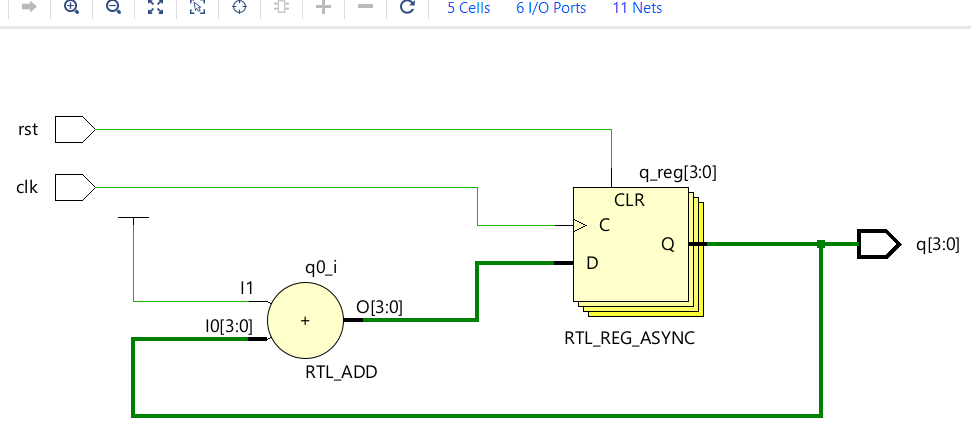 5 Cells 6 I/O Ports 11 Nets
rst
clk
q_reg[3:0]
CLR
C
Q
D
q[3:0]
RTL_REG_ASYNC
q0_i
I1
I0[3:0]
+
O[3:0]
RTL_ADD